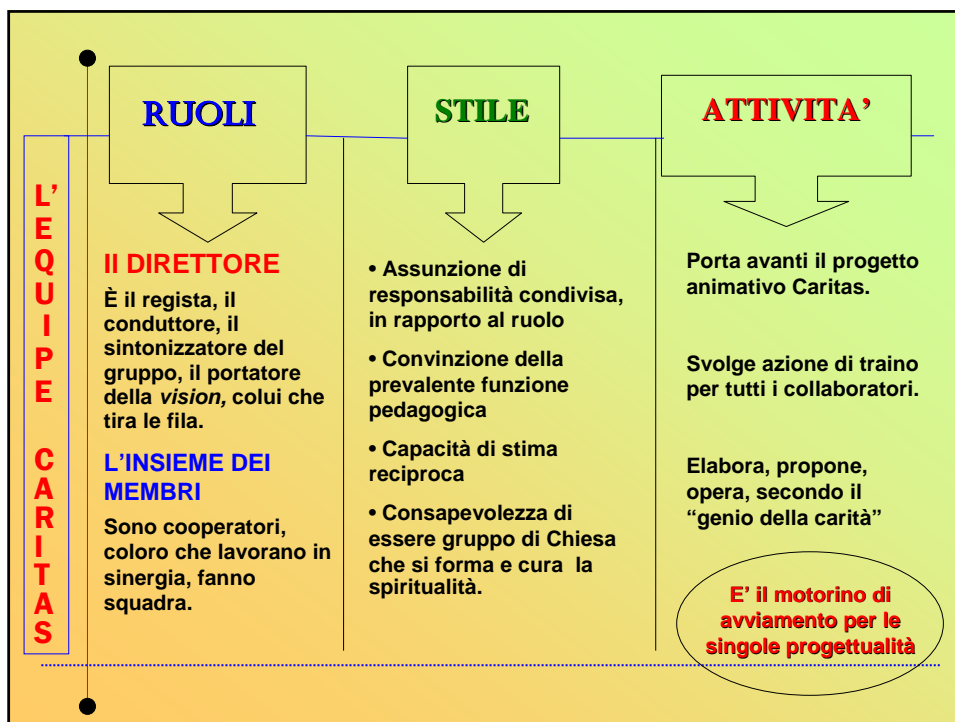 L'EQUIPE CARITAS
RUOLI
Il DIRETTORE
È il regista, il
conduttore, il
sintonizzatore del
gruppo, il portatore
della vision, colui che
tira le fila.
L'INSIEME DEI
MEMBRI
Sono cooperatori,
coloro che lavorano in
sinergia, fanno
squadra.
STILE
• Assunzione di
responsabilità condivisa,
in rapporto al ruolo
• Convinzione della
prevalente funzione
pedagogica
• Capacità di stima
reciproca
• Consapevolezza di
essere gruppo di Chiesa
che si forma e cura la
spiritualità.
ATTIVITA'
Porta avanti il progetto
animativo Caritas.
Svolge azione di traino
per tutti i collaboratori.
Elabora, propone,
opera, secondo il
“genio della carità”
E' il motorino di
avviamento per le
singole progettualità